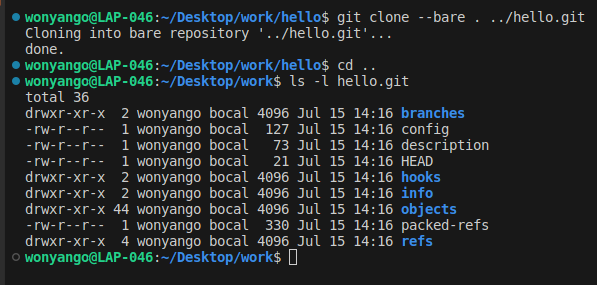 wonyango@LAP-046:~/Desktop/work/hello$ git clone --bare . ../hello.git
Cloning into bare repository '../hello.git'...
done.
wonyango@LAP-046:~/Desktop/work/hello$ cd ..
wonyango@LAP-046:~/Desktop/work$ ls -l hello.git
total 36
drwxr-xr-x  2 wonyango bocal 4096 Jul 15 14:16 branches
-rw-r--r--  1 wonyango bocal  127 Jul 15 14:16 config
-rw-r--r--  1 wonyango bocal   73 Jul 15 14:16 description
-rw-r--r--  1 wonyango bocal   21 Jul 15 14:16 HEAD
drwxr-xr-x  2 wonyango bocal 4096 Jul 15 14:16 hooks
drwxr-xr-x  2 wonyango bocal 4096 Jul 15 14:16 info
drwxr-xr-x 44 wonyango bocal 4096 Jul 15 14:16 objects
-rw-r--r--  1 wonyango bocal  330 Jul 15 14:16 packed-refs
drwxr-xr-x  4 wonyango bocal 4096 Jul 15 14:16 refs
wonyango@LAP-046:~/Desktop/work$